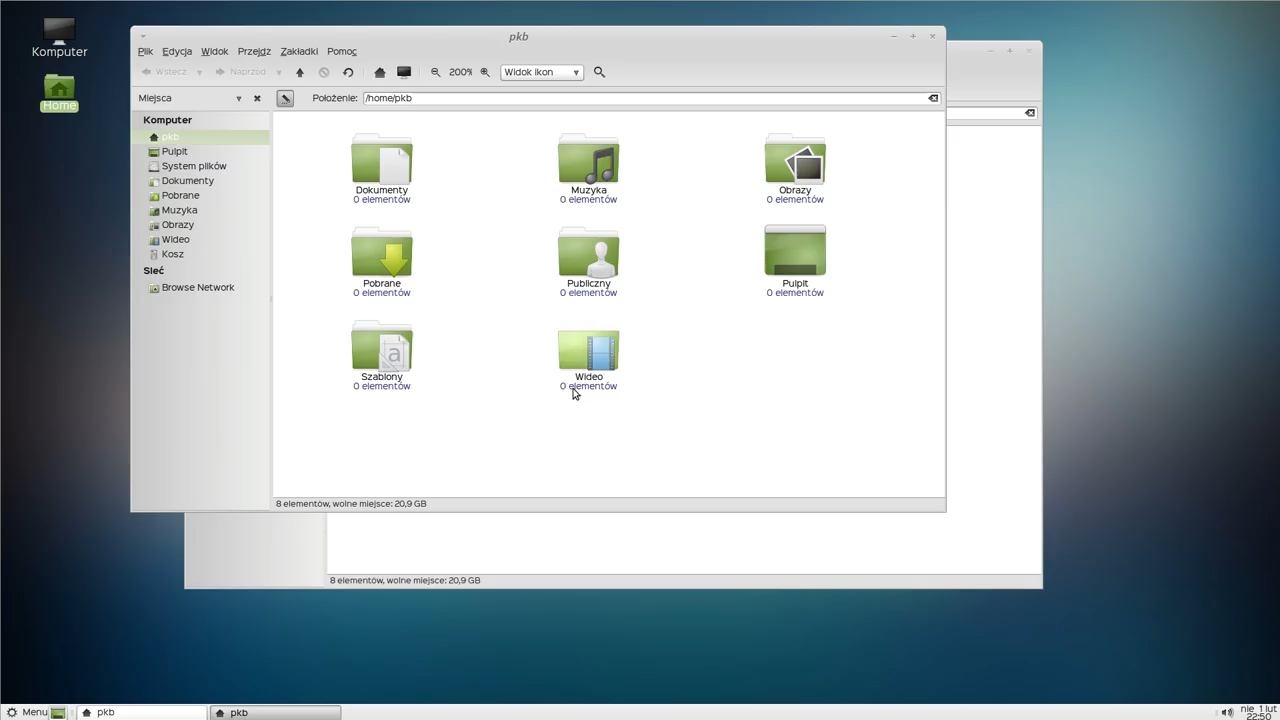 Komputer
Home
pkb
Plik Edycja Widok Przejdź Zakładki Pomoc
Wstecz Naprzód 200% Widok ikon
Miejsca Położenie: /home/pkb
Komputer
pkb
Pulpit
System plików
Dokumenty
Pobrane
Muzyka
Obrazy
Wideo
Kosz
Sieć
Browse Network
Dokumenty
0 elementów
Muzyka
0 elementów
Obrazy
0 elementów
Pobrane
0 elementów
Publiczny
0 elementów
Pulpit
0 elementów
Szablony
0 elementów
Wideo
0 elementów
8 elementów, wolne miejsce: 20,9 GB
8 elementów, wolne miejsce: 20,9 GB
Menu pkb pkb
nie, 1 lut
22:50